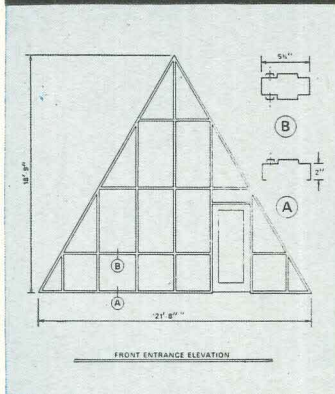 5¼"
B
2"
A
18' 9"
B
A
21'-8"
FRONT ENTRANCE ELEVATION